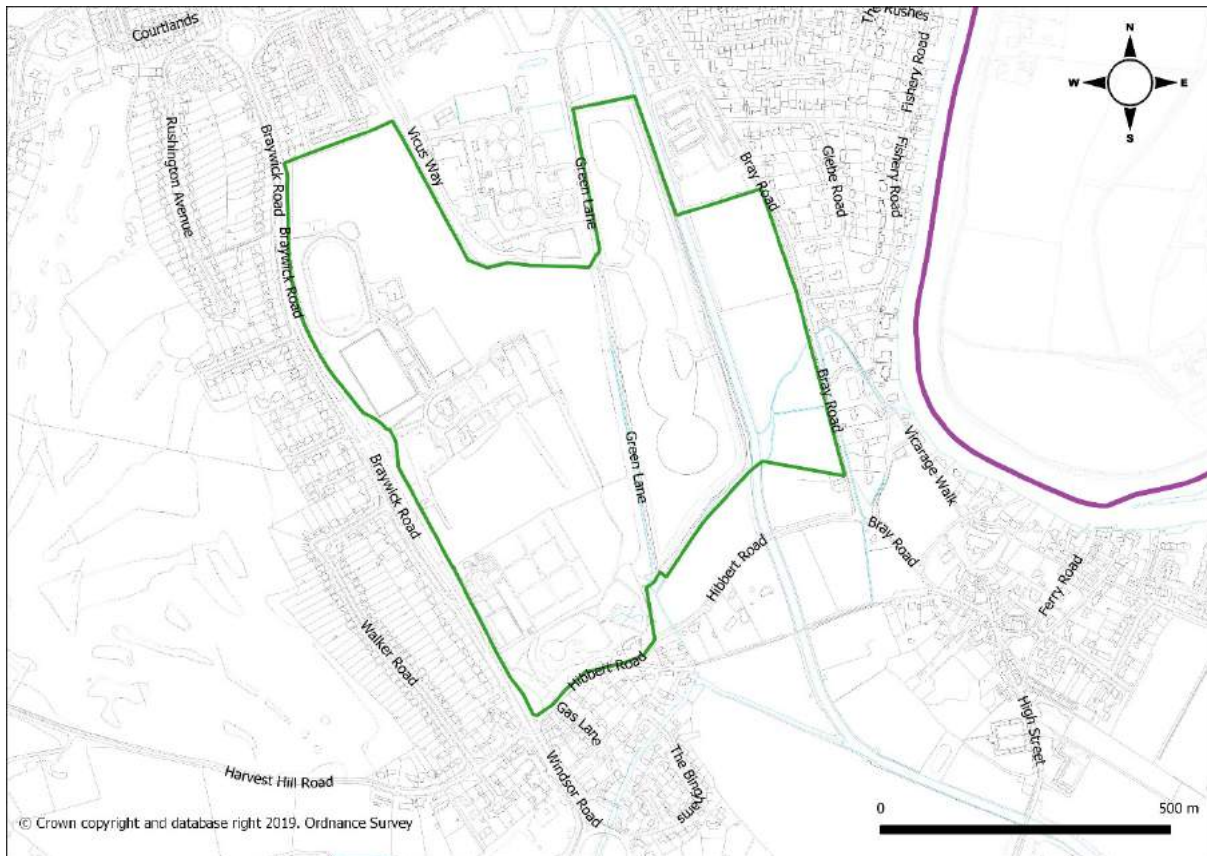 Courtlands
The Rushes
Fishery Road
N
W E
S
Rushington Avenue
Braywick Road
Vicus Way
Green Lane
Bray Road
Glebe Road
Fishery Road
Braywick Road
Bray Road
Vicarage Walk
Green Lane
Braywick Road
Bray Road
Hibbert Road
Ferry Road
Walker Road
Hibbert Road
Gas Lane
High Street
The Binghams
Windsor Road
Harvest Hill Road
0 500 m
© Crown copyright and database right 2019. Ordnance Survey